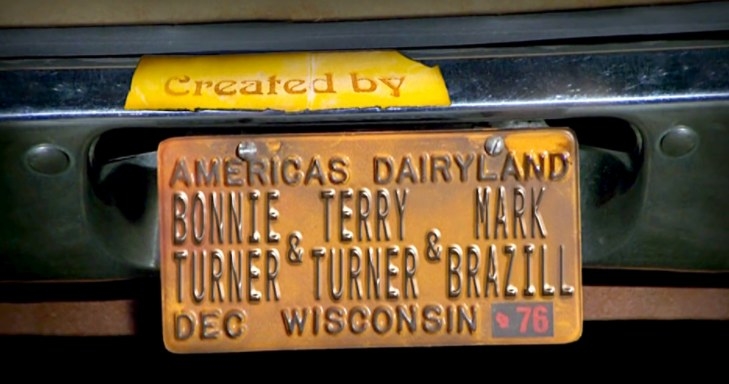 Created by
AMERICAS DAIRYLAND
BONNIE TERRY MARK
TURNER & TURNER & BRAZILL
DEC WISCONSIN 76